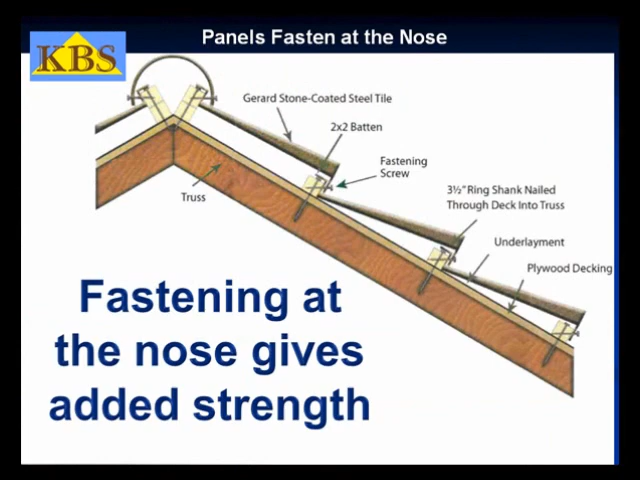 Panels Fasten at the Nose
KBS
Gerard Stone-Coated Steel Tile
2x2 Batten
Fastening
Screw
3½" Ring Shank Nailed
Through Deck Into Truss
Truss
Underlayment
Plywood Decking
Fastening at
the nose gives
added strength